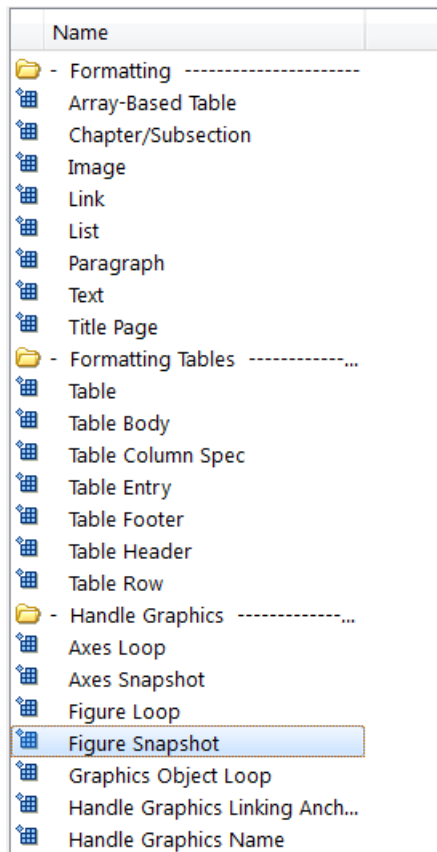 Name
- Formatting ----------------------
Array-Based Table
Chapter/Subsection
Image
Link
List
Paragraph
Text
Title Page
- Formatting Tables ------------...
Table
Table Body
Table Column Spec
Table Entry
Table Footer
Table Header
Table Row
- Handle Graphics -------------...
Axes Loop
Axes Snapshot
Figure Loop
Figure Snapshot
Graphics Object Loop
Handle Graphics Linking Anch...
Handle Graphics Name